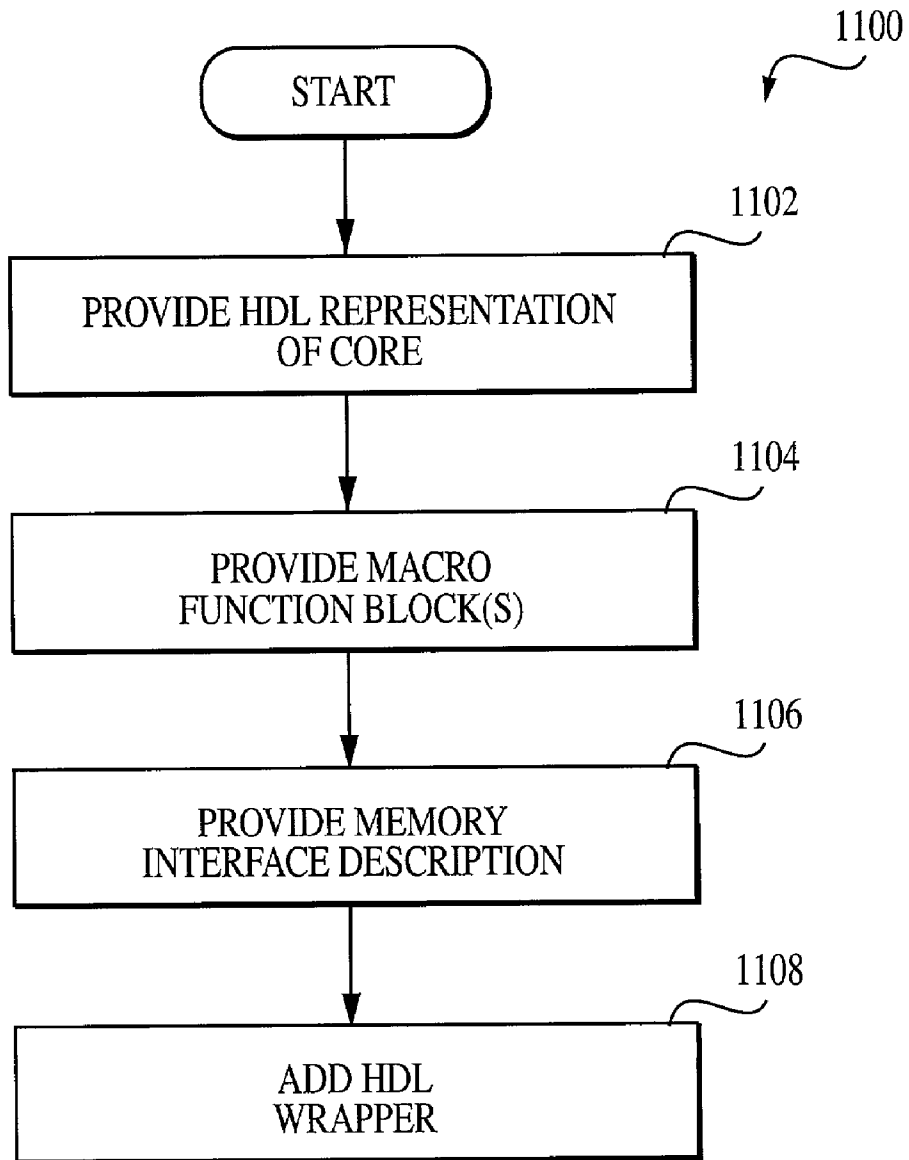 1100
START
1102
PROVIDE HDL REPRESENTATION
OF CORE
1104
PROVIDE MACRO
FUNCTION BLOCK(S)
1106
PROVIDE MEMORY
INTERFACE DESCRIPTION
1108
ADD HDL
WRAPPER